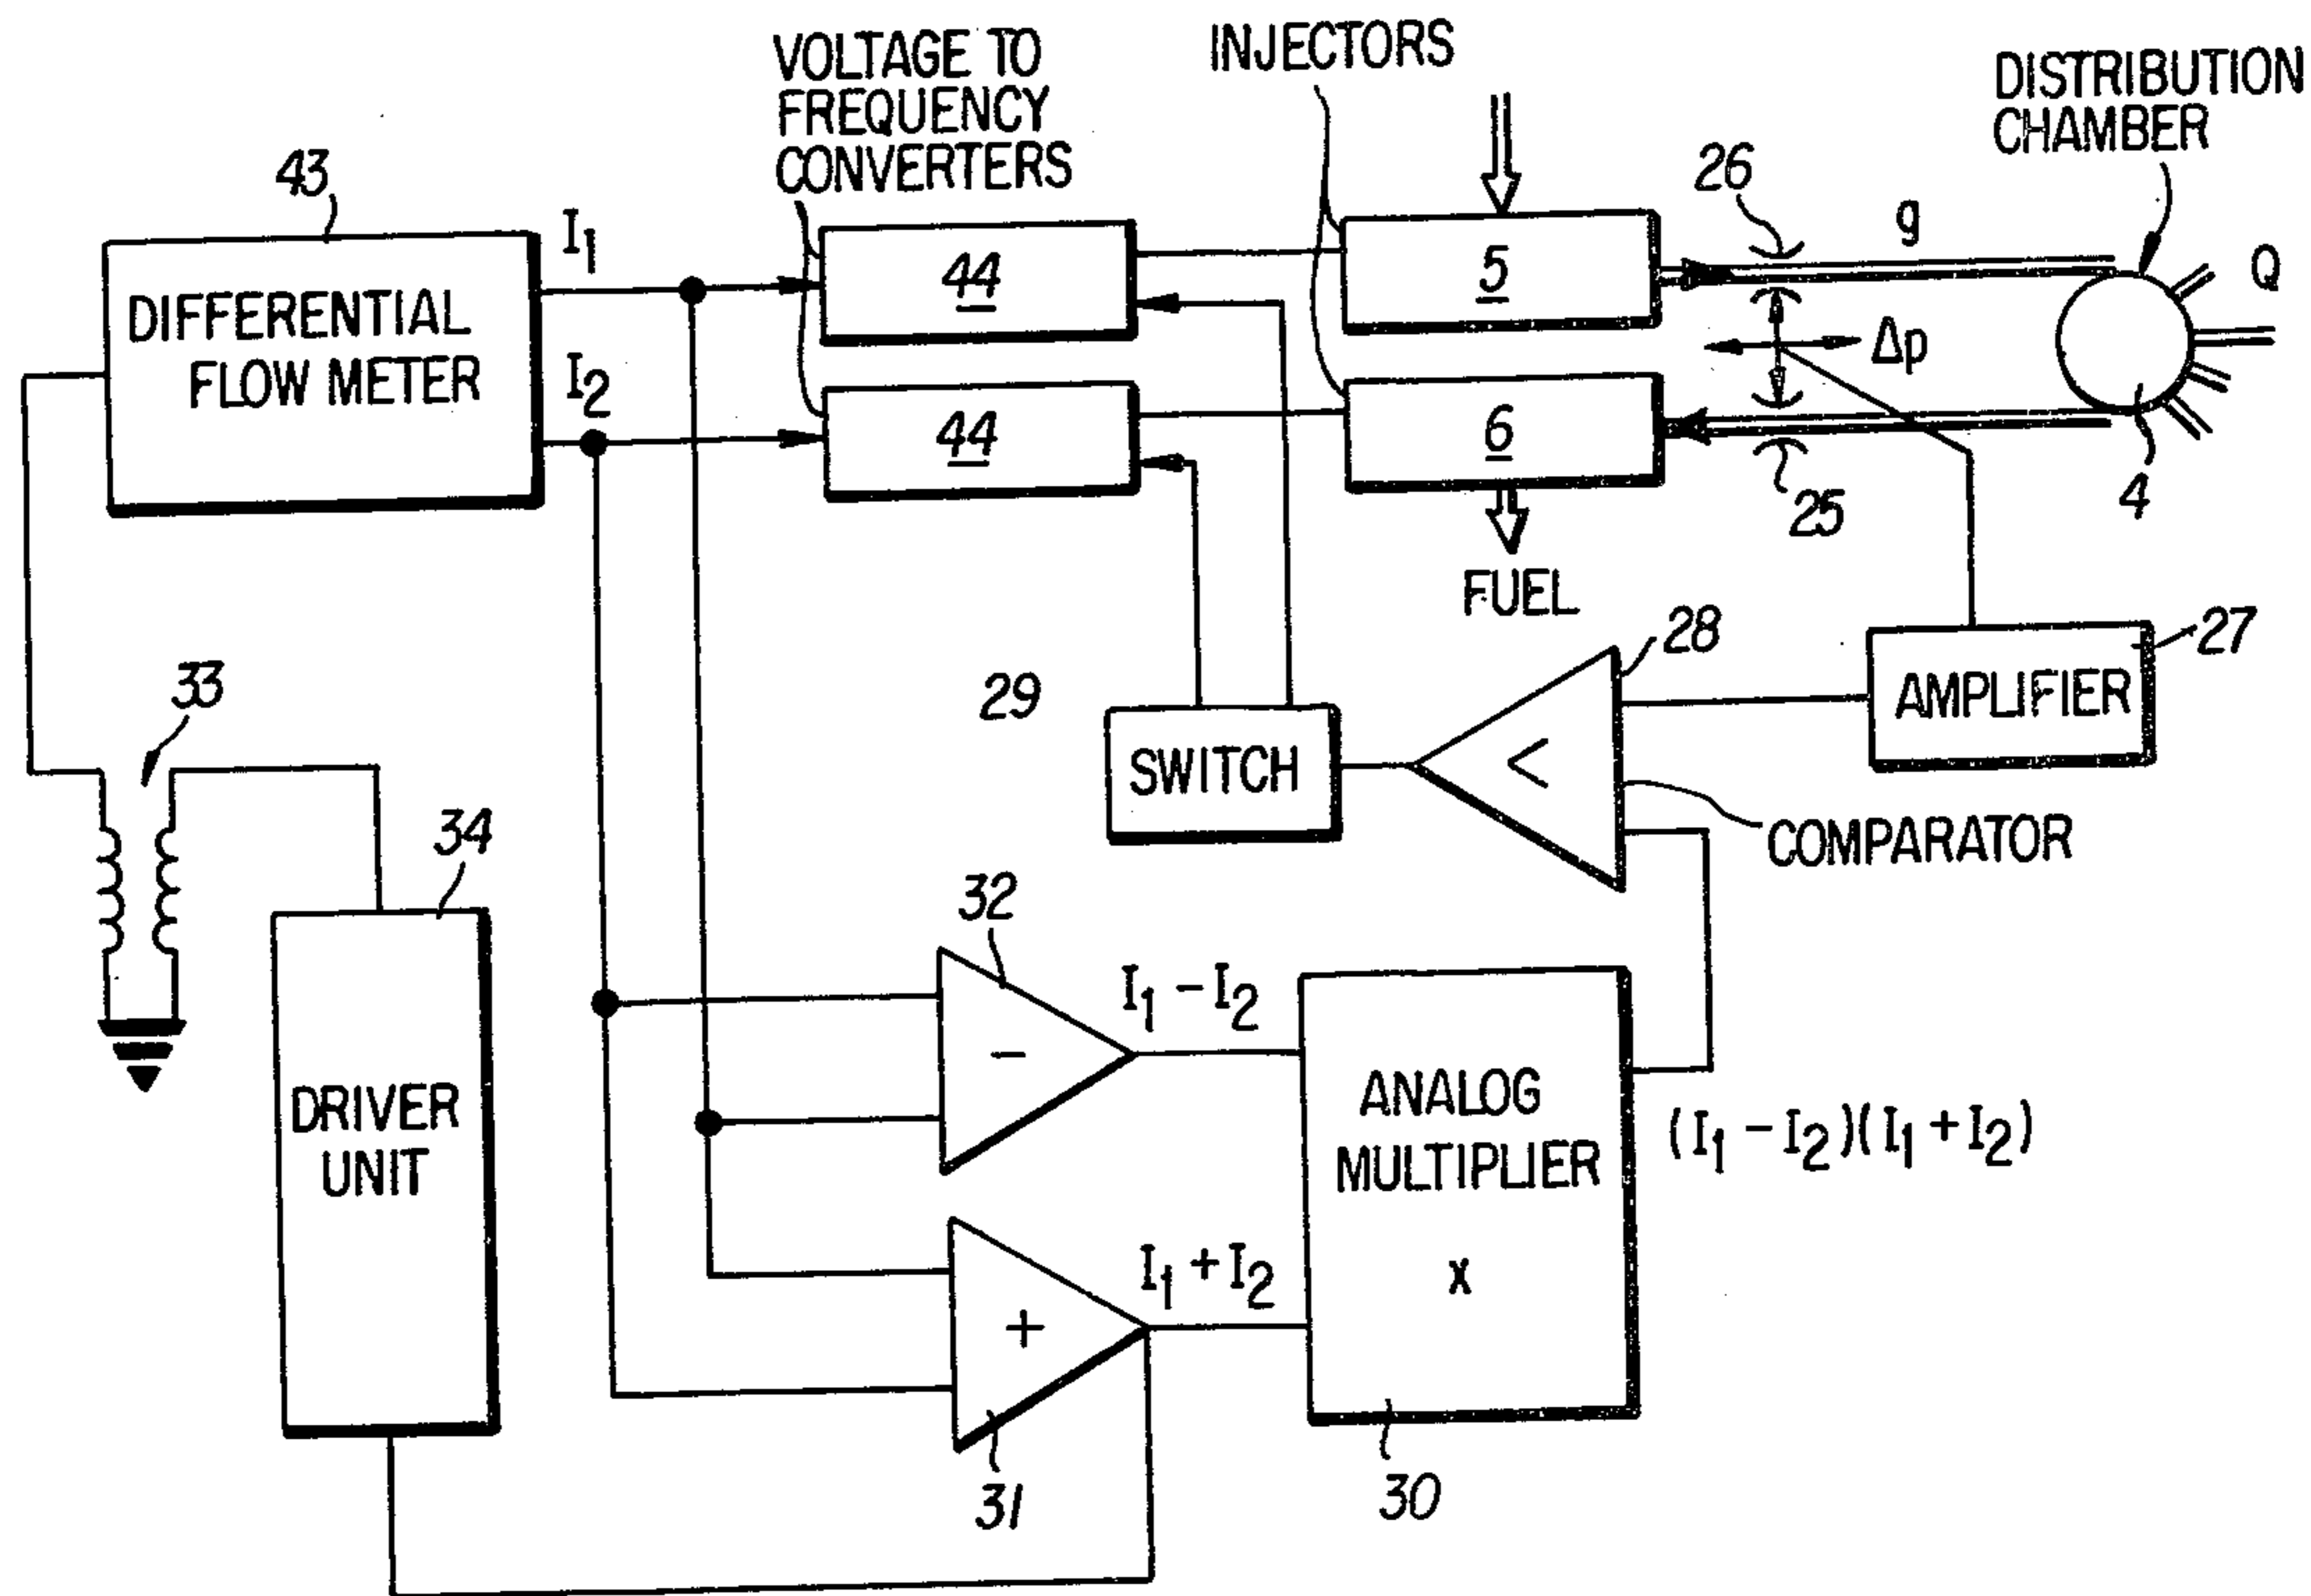 VOLTAGE TO
FREQUENCY
CONVERTERS
INJECTORS
DISTRIBUTION
CHAMBER
43
I1
I2
DIFFERENTIAL
FLOW METER
44
44
5
6
26
g
Q
Δp
25
4
FUEL
33
34
29
SWITCH
28
<
COMPARATOR
27
AMPLIFIER
DRIVER
UNIT
32
−
I1 − I2
ANALOG
MULTIPLIER
x
(I1 − I2)(I1 + I2)
+
I1 + I2
31
30